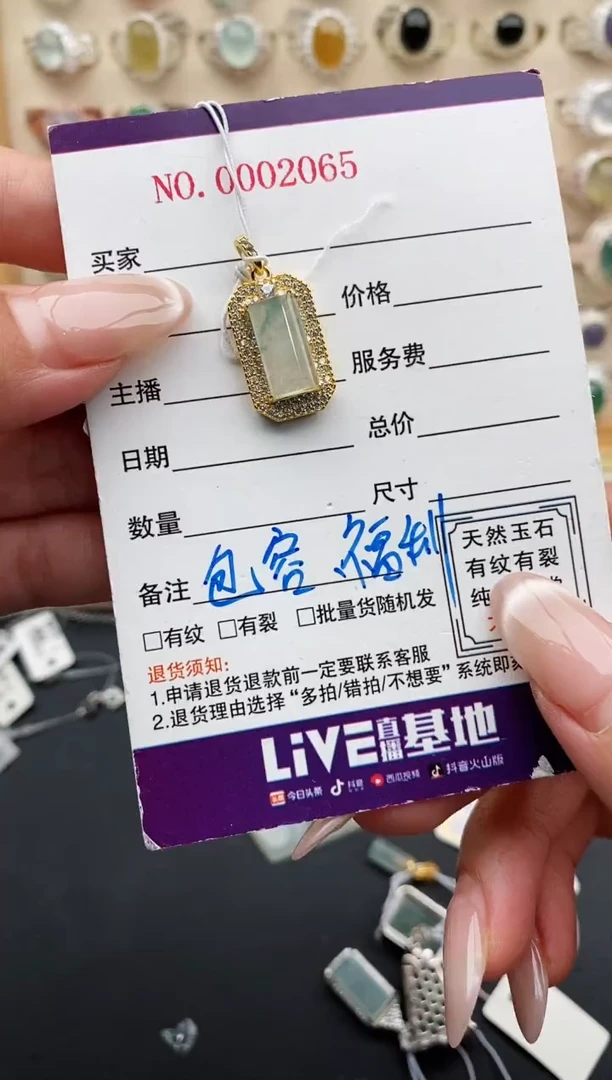 NO.0002065
买家
价格
服务费
主播
日期
总价
数量
尺寸
备注 包容 福利
天然玉石
有纹有裂
纯
□有纹 □有裂 □批量货随机发
退货须知:
1.申请退货退款前一定要联系客服
2.退货理由选择“多拍/错拍/不想要”系统即
LiVE直播基地
头条 今日头条 抖音 西瓜视频 抖音火山版